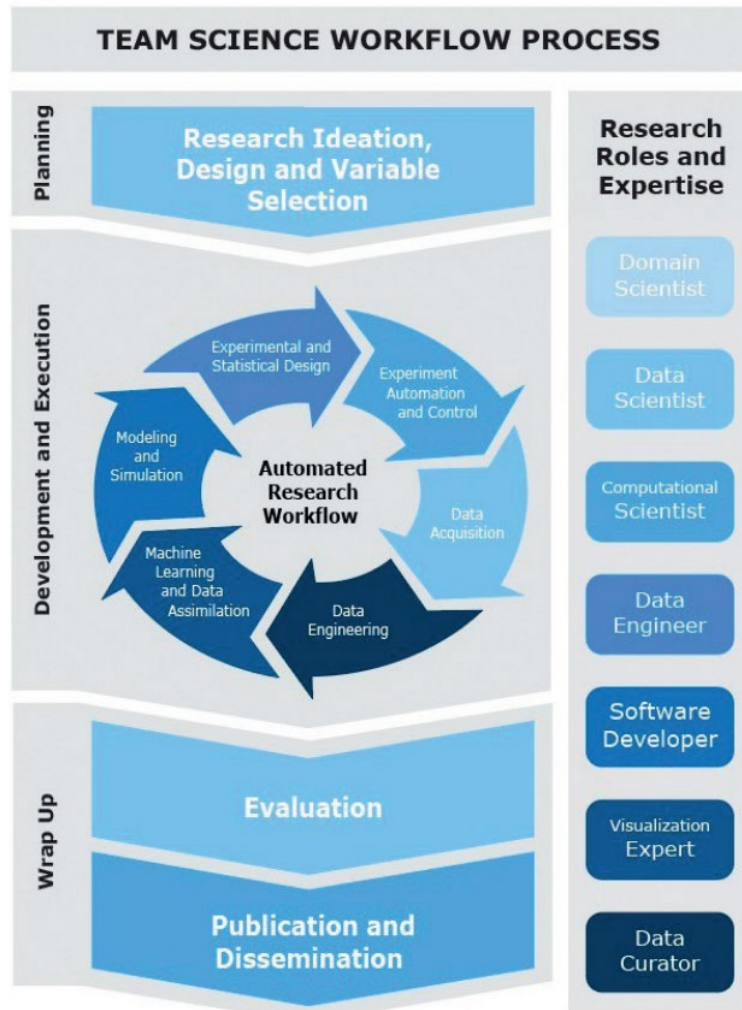 TEAM SCIENCE WORKFLOW PROCESS
Planning
Research Ideation,
Design and Variable
Selection
Development and Execution
Experimental and
Statistical Design
Experiment
Automation
and Control
Data
Acquisition
Data
Engineering
Machine
Learning
and Data
Assimilation
Modeling
and
Simulation
Automated
Research
Workflow
Wrap Up
Evaluation
Publication and
Dissemination
Research
Roles and
Expertise
Domain
Scientist
Data
Scientist
Computational
Scientist
Data
Engineer
Software
Developer
Visualization
Expert
Data
Curator